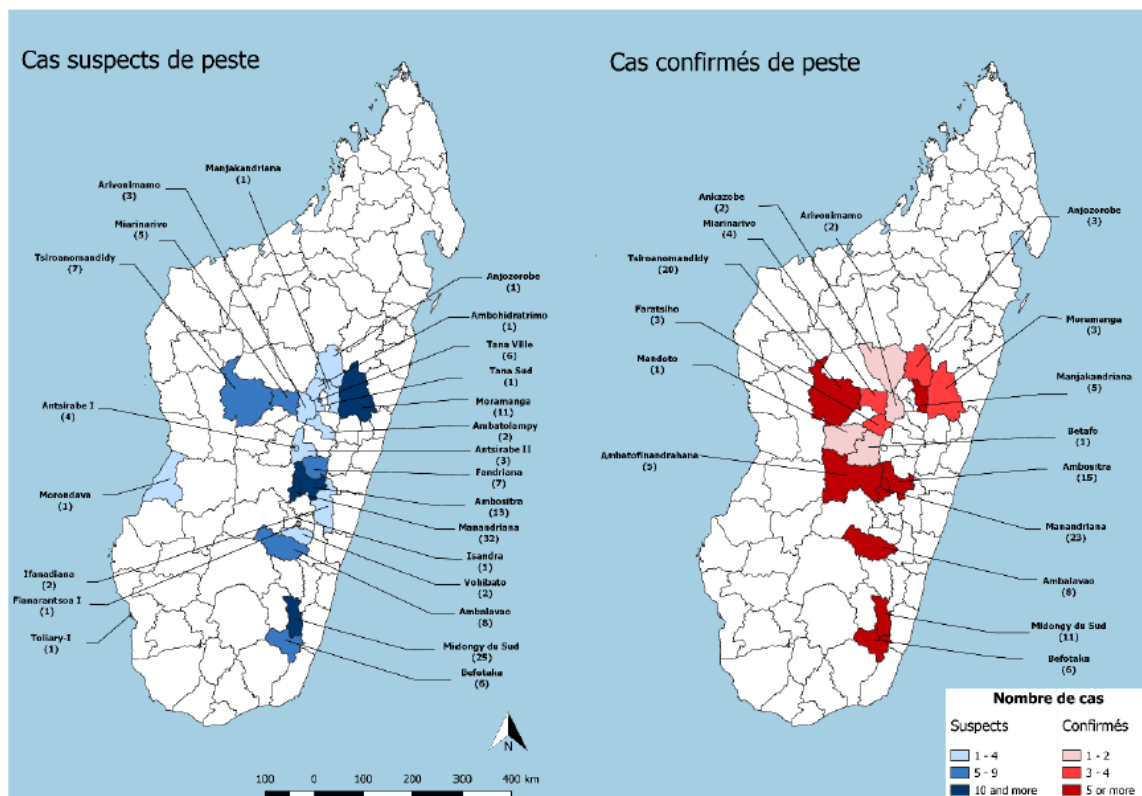 Cas suspects de peste
Manjakandriana
(1)
Arivonimamo
(3)
Miarinarivo
(5)
Tsiroanomandidy
(7)
Anjozorobe
(1)
Ambohidratrimo
(1)
Tana Ville
(6)
Tana Sud
(1)
Moramanga
(11)
Antsirabe I
(4)
Ambatolampy
(2)
Antsirabe II
(3)
Fandriana
(7)
Morondava
(1)
Ambositra
(13)
Manandriana
(32)
Isandra
(1)
Ifanadiana
(2)
Vohibato
(2)
Fianarantsoa I
(1)
Ambalavao
(8)
Toliary-I
(1)
Midongy du Sud
(25)
Befotaka
(6)
N
100 0 100 200 300 400 km
Cas confirmés de peste
Ankazobe
(2)
Miarinarivo
(4)
Arivonimamo
(2)
Anjozorobe
(3)
Tsiroanomandidy
(20)
Faratsiho
(3)
Moramanga
(3)
Mandoto
(1)
Manjakandriana
(5)
Betafo
(1)
Ambatofinandrahana
(5)
Ambositra
(15)
Manandriana
(23)
Ambalavao
(8)
Midongy du Sud
(11)
Befotaka
(6)
Nombre de cas
Suspects Confirmés
1 - 4 1 - 2
5 - 9 3 - 4
10 and more 5 or more